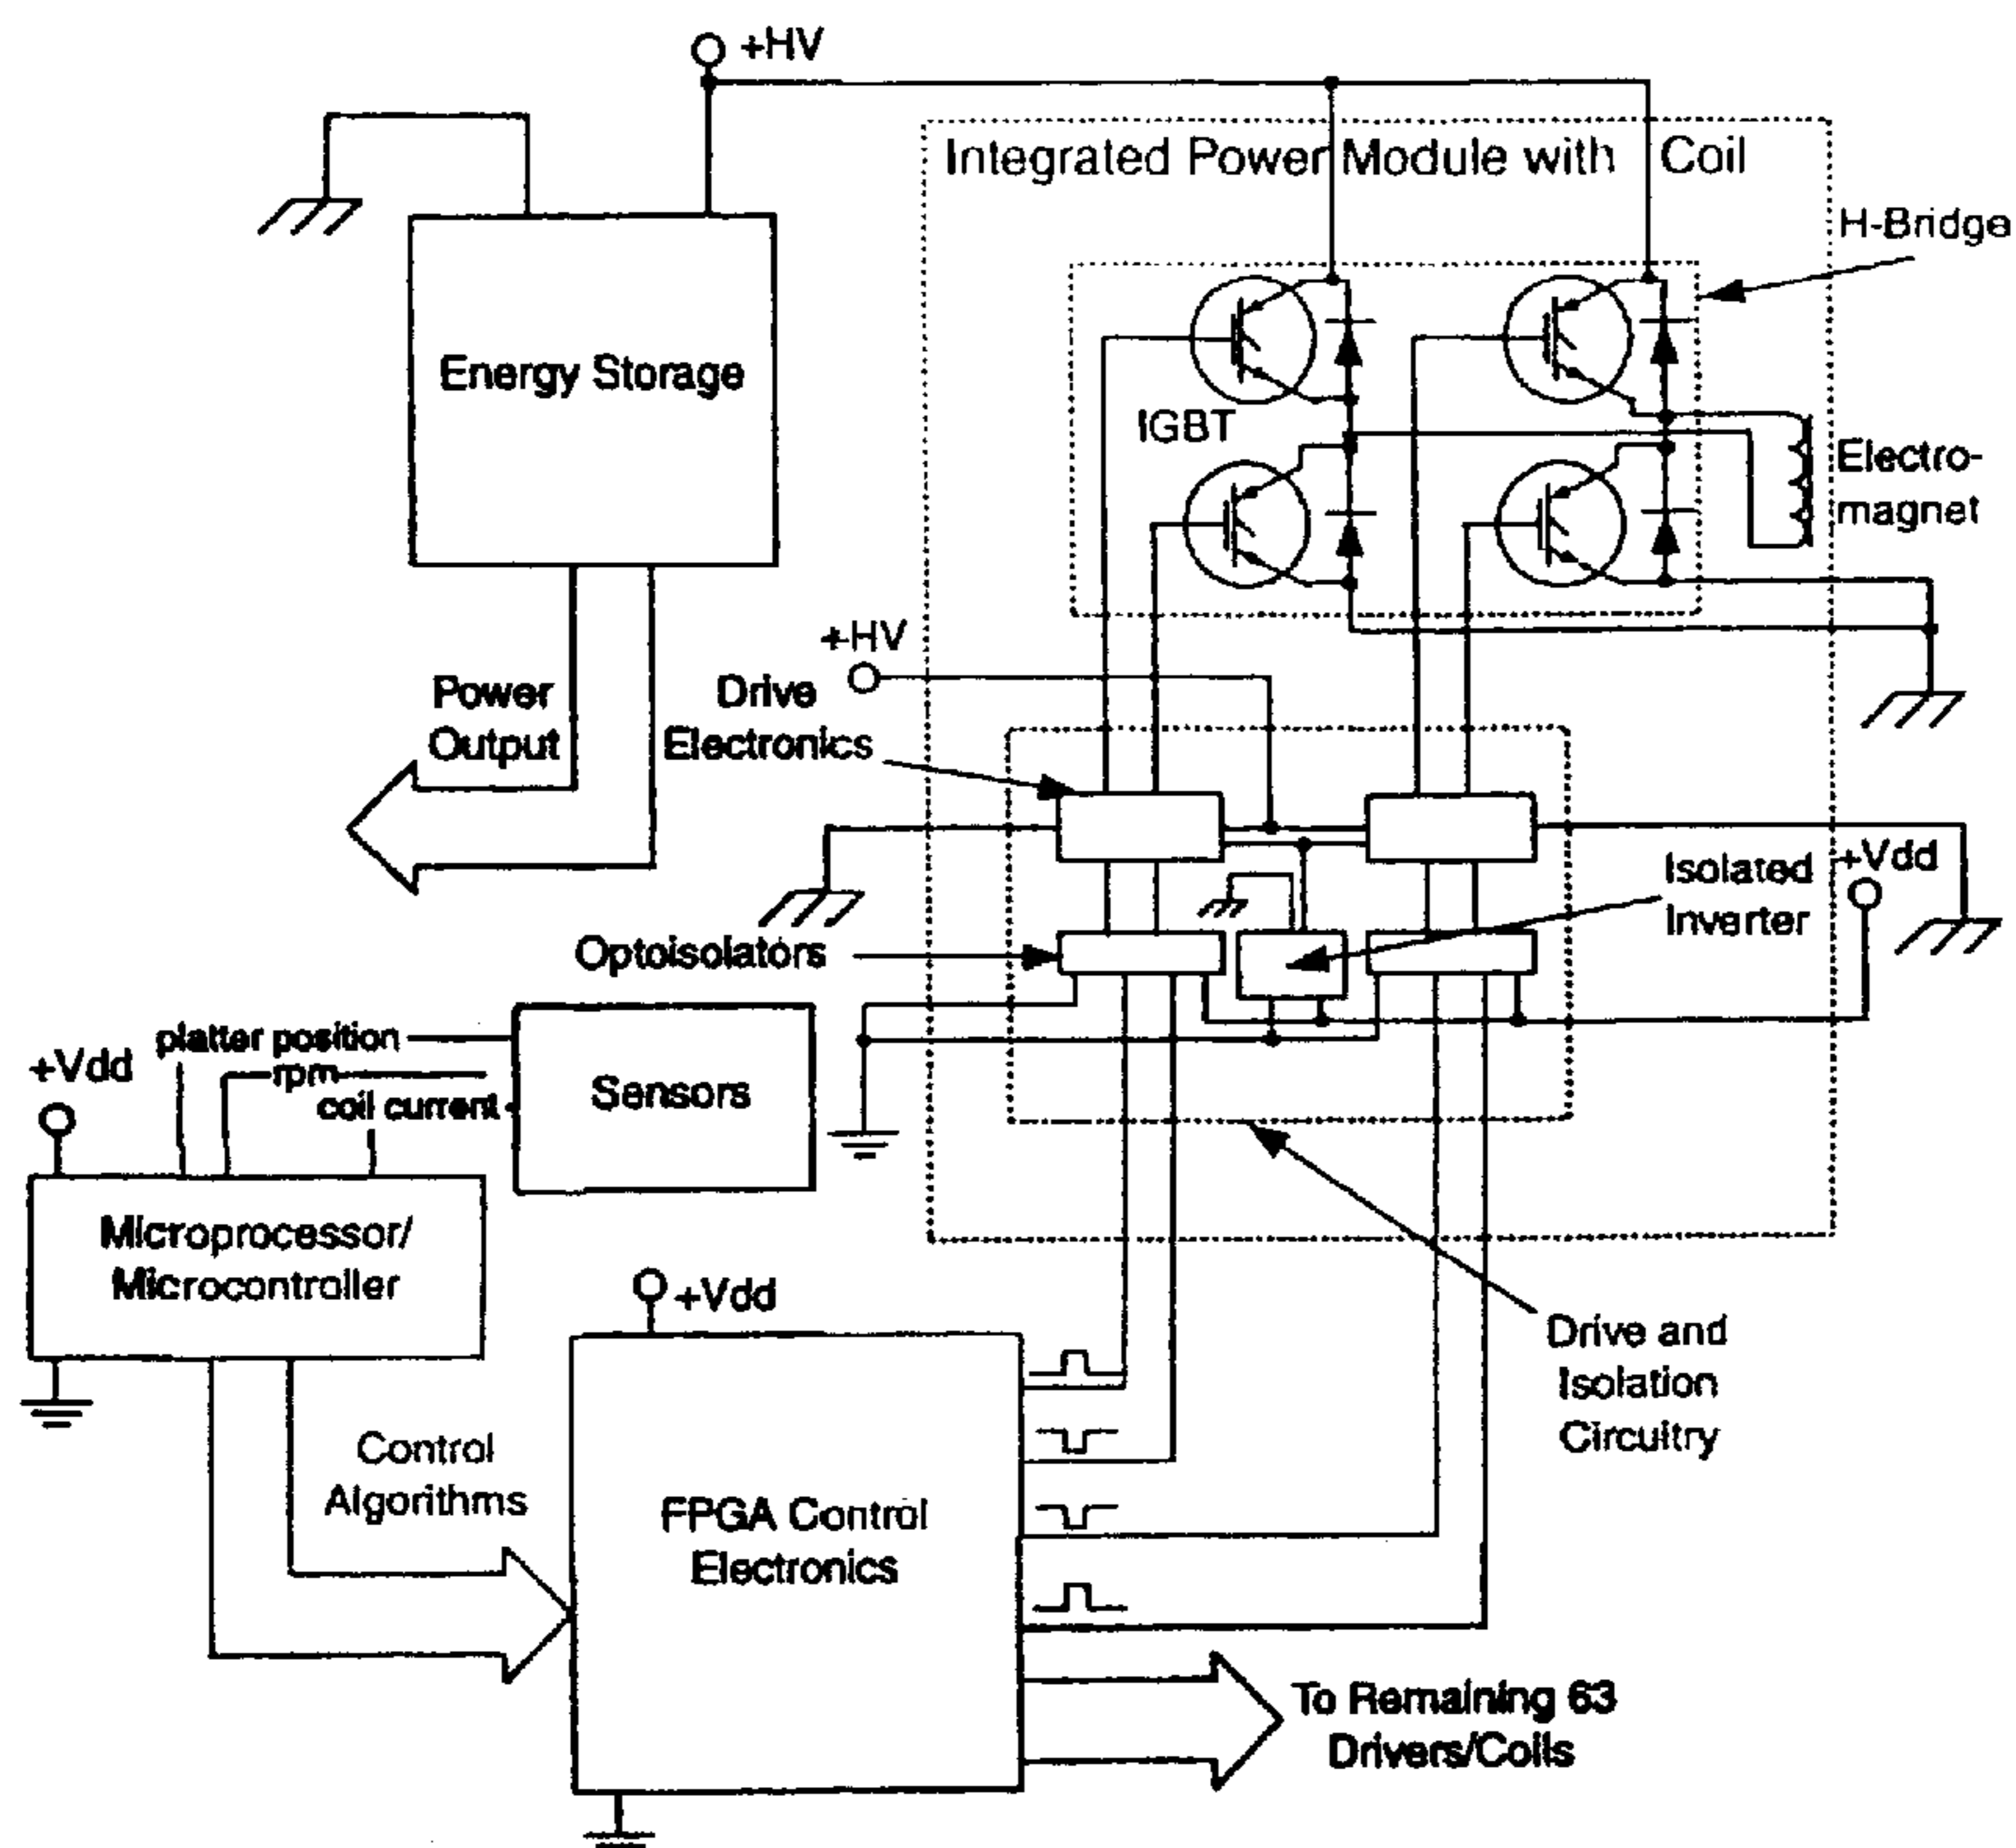 +HV
Integrated Power Module with Coil
H-Bridge
Energy Storage
IGBT
Electro-
magnet
+HV
Power
Output
Drive
Electronics
Isolated
Inverter
+Vdd
Optoisolators
platter position
rpm
coil current
+Vdd
Sensors
Microprocessor/
Microcontroller
+Vdd
Drive and
Isolation
Circuitry
Control
Algorithms
FPGA Control
Electronics
To Remaining 63
Drivers/Coils